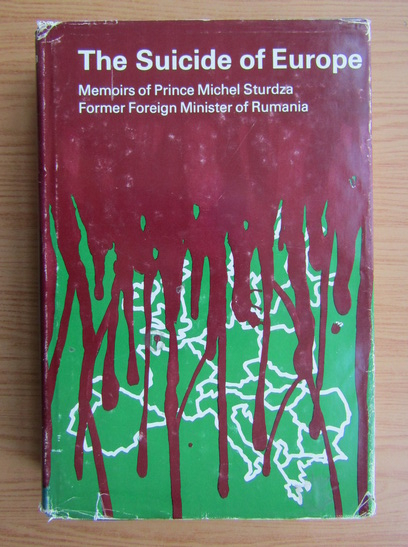 The Suicide of Europe
Memoirs of Prince Michel Sturdza
Former Foreign Minister of Rumania